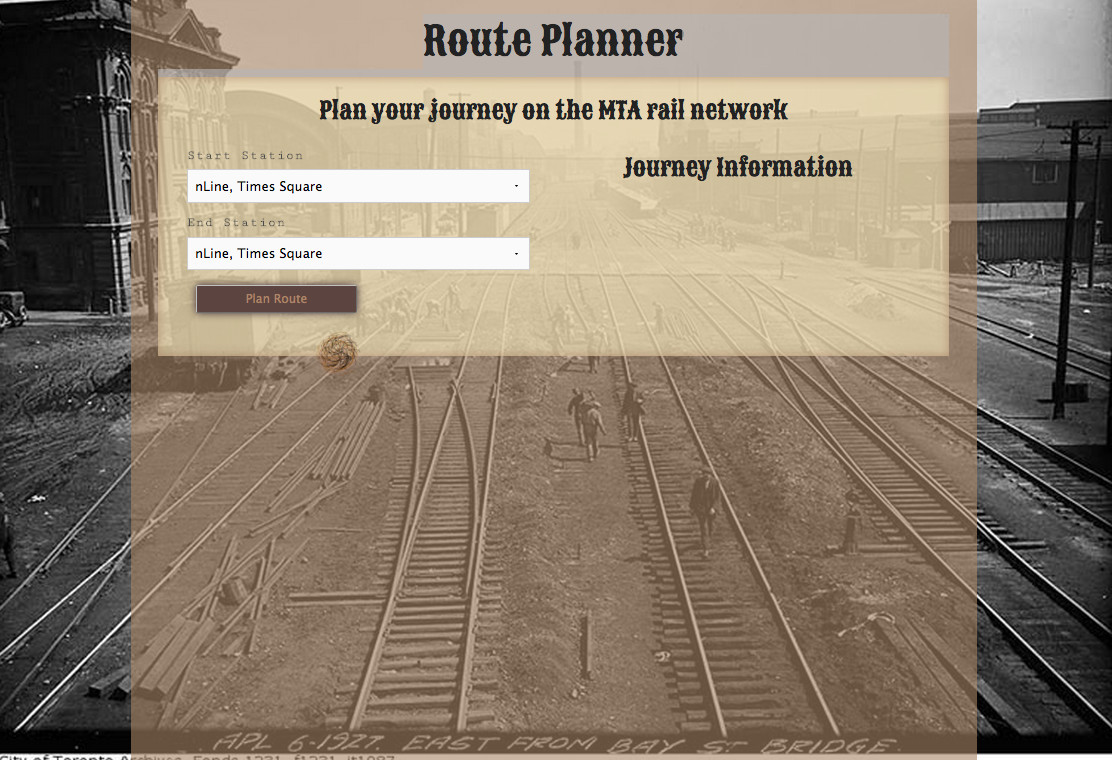 Route Planner
Plan your journey on the MTA rail network
Start Station
nLine, Times Square
End Station
nLine, Times Square
Plan Route
Journey Information
APL 6-1927. EAST FROM BAY ST BRIDGE.
City of Toronto Archives, Fonds 1231, f1231_it1087